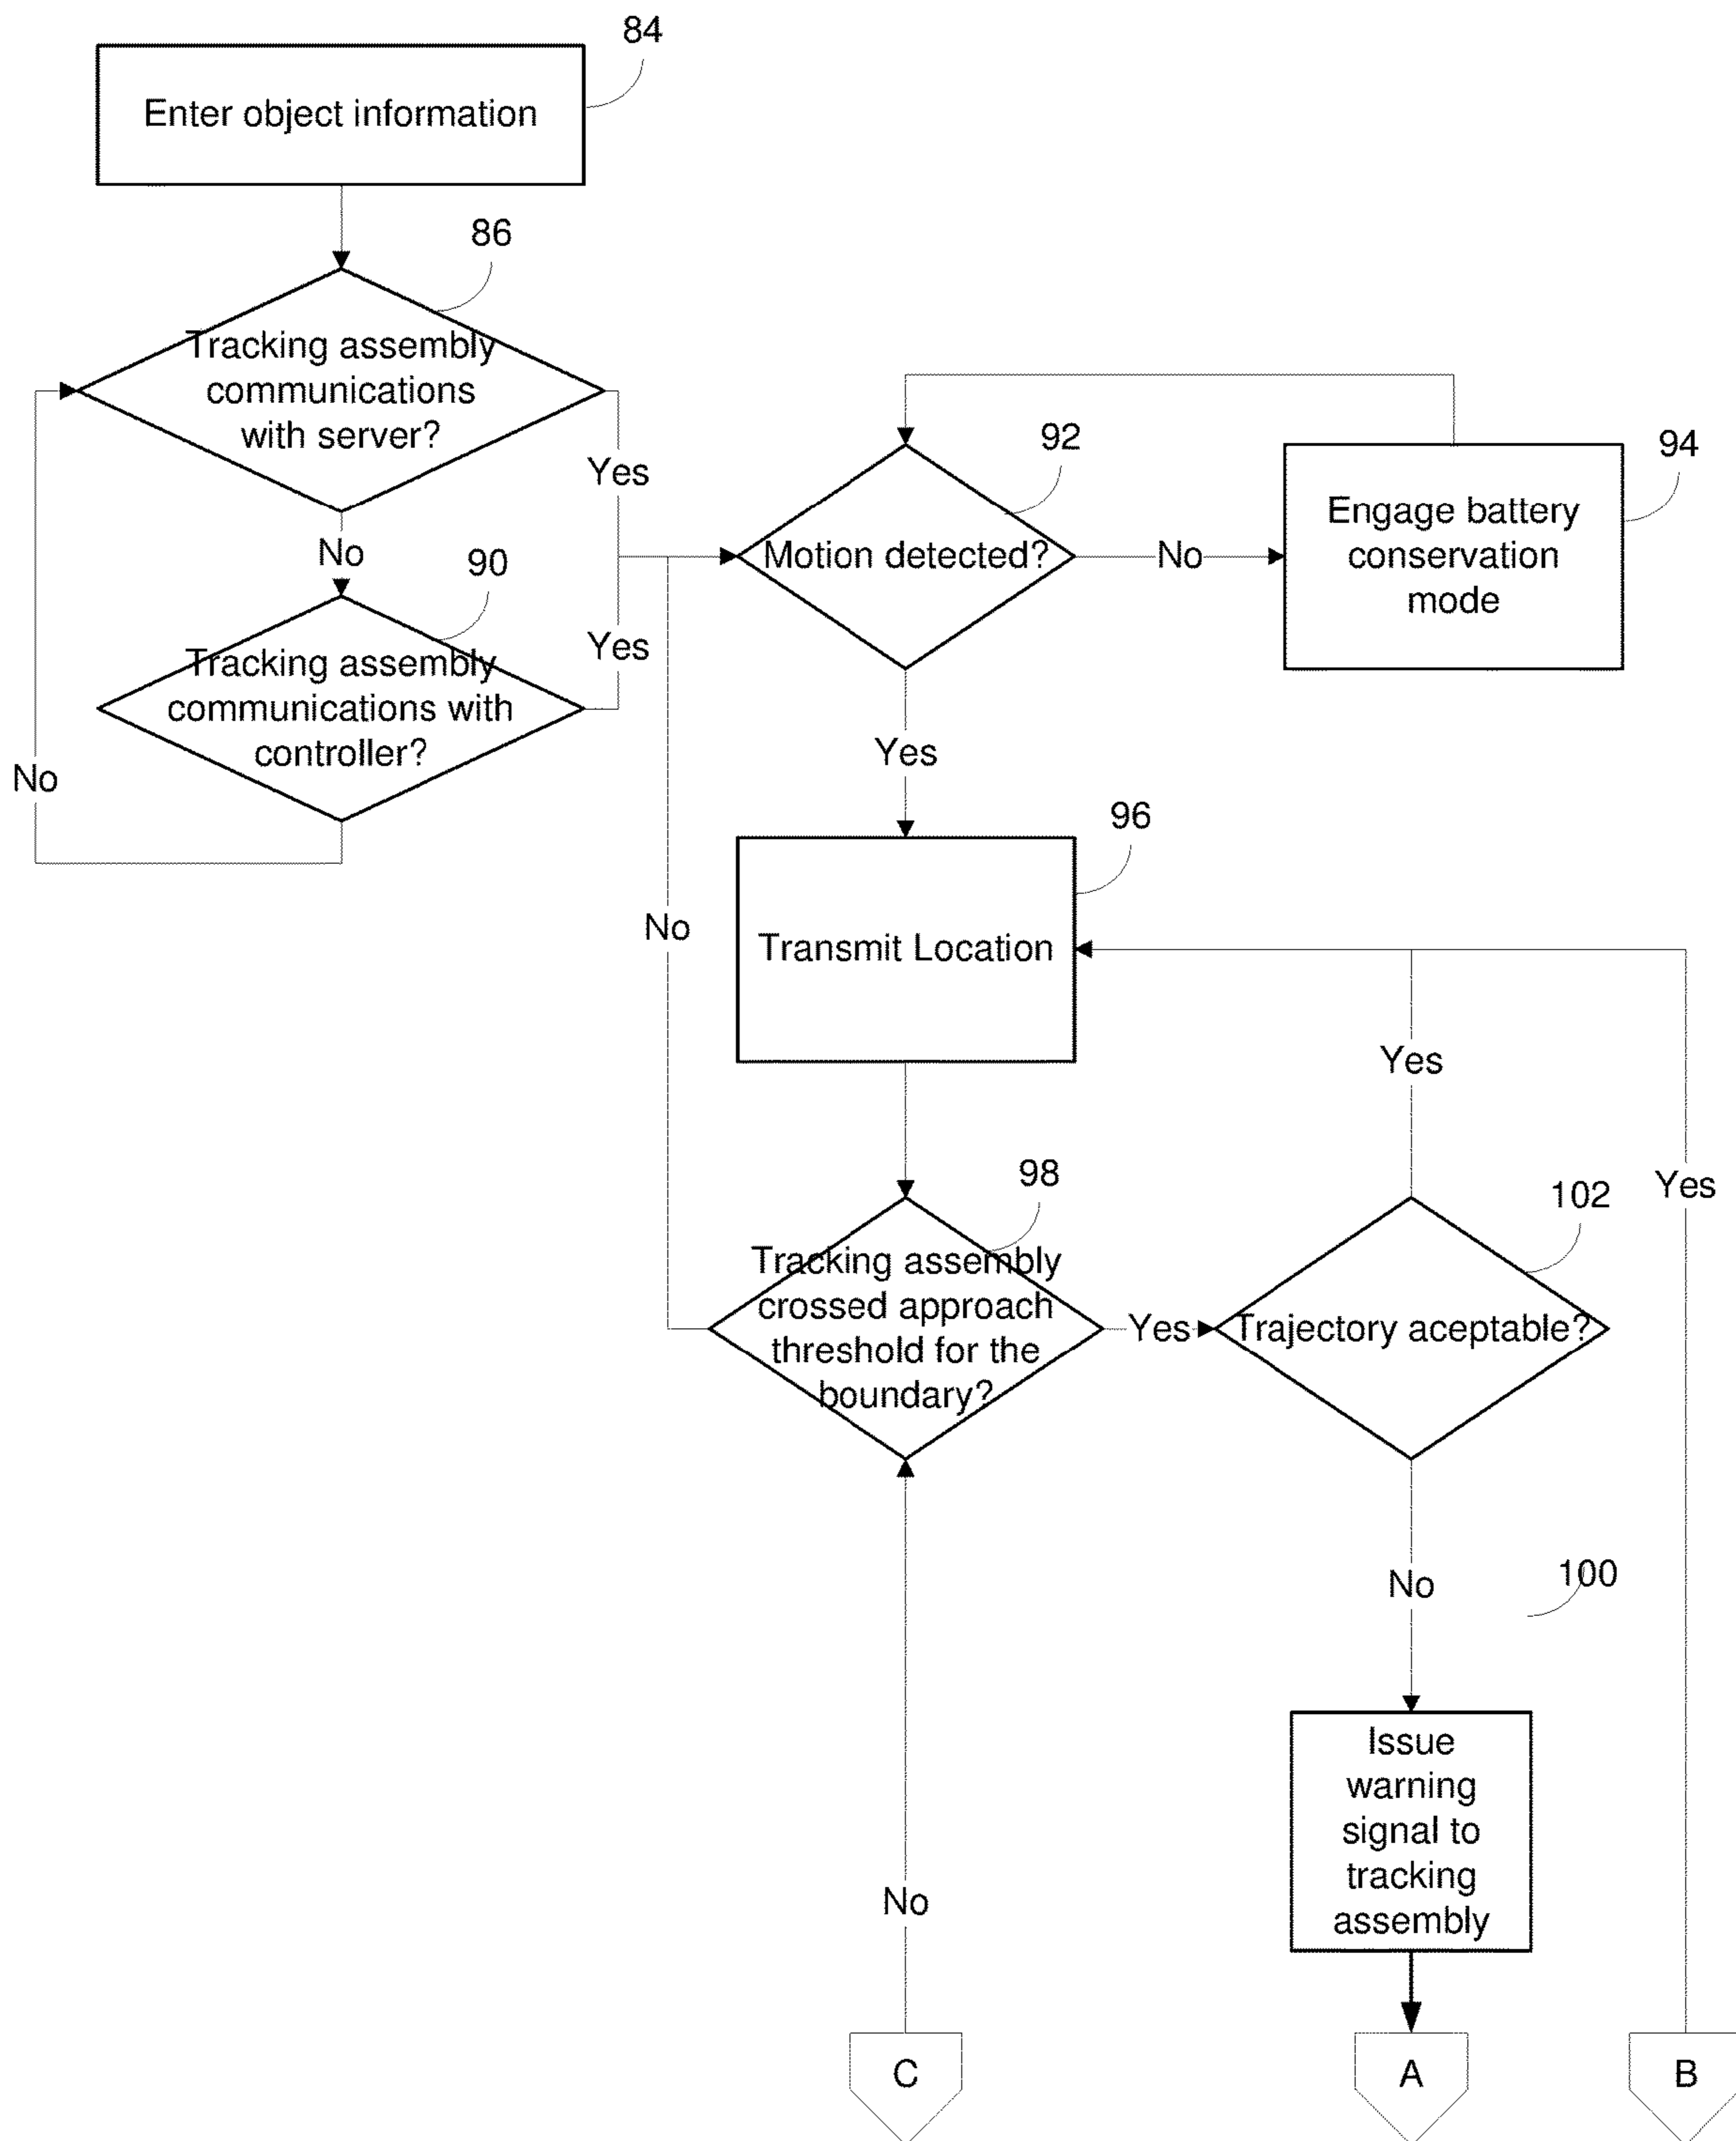 84
Enter object information
86
Tracking assembly
communications
with server?
Yes
No
90
Tracking assembly
communications with
controller?
Yes
No
92
Motion detected?
No
94
Engage battery
conservation
mode
Yes
96
Transmit Location
No
Yes
Yes
98
Tracking assembly
crossed approach
threshold for the
boundary?
Yes
102
Trajectory aceptable?
No
100
Issue
warning
signal to
tracking
assembly
No
C
A
B